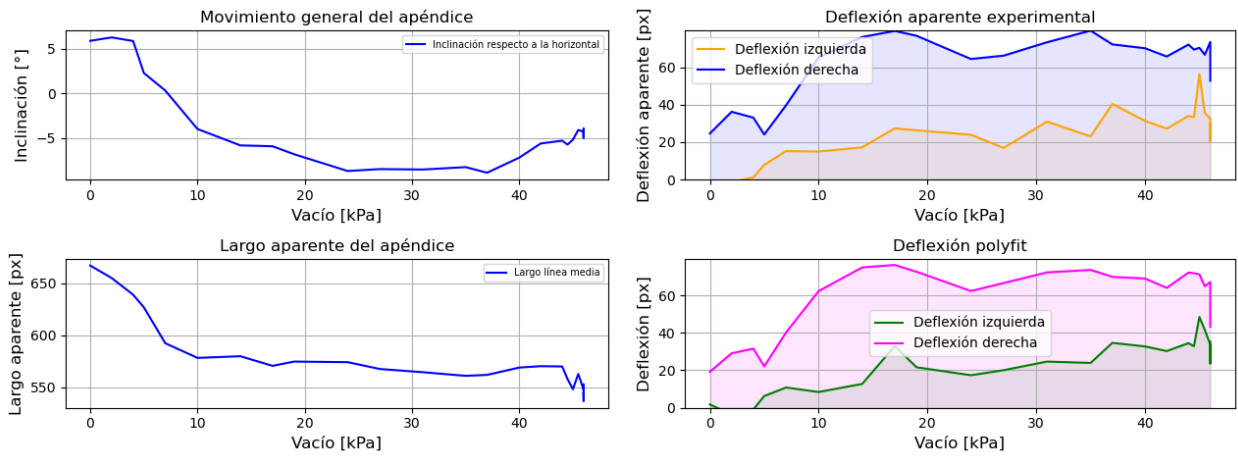 Movimiento general del apéndice
Inclinación [°]
5
0
−5
Inclinación respecto a la horizontal
0
10
20
30
40
Vacío [kPa]
Deflexión aparente experimental
Deflexión aparente [px]
60
40
20
0
Deflexión izquierda
Deflexión derecha
0
10
20
30
40
Vacío [kPa]
Largo aparente del apéndice
Largo aparente [px]
650
600
550
Largo línea media
0
10
20
30
40
Vacío [kPa]
Deflexión polyfit
Deflexión [px]
60
40
20
0
Deflexión izquierda
Deflexión derecha
0
10
20
30
40
Vacío [kPa]